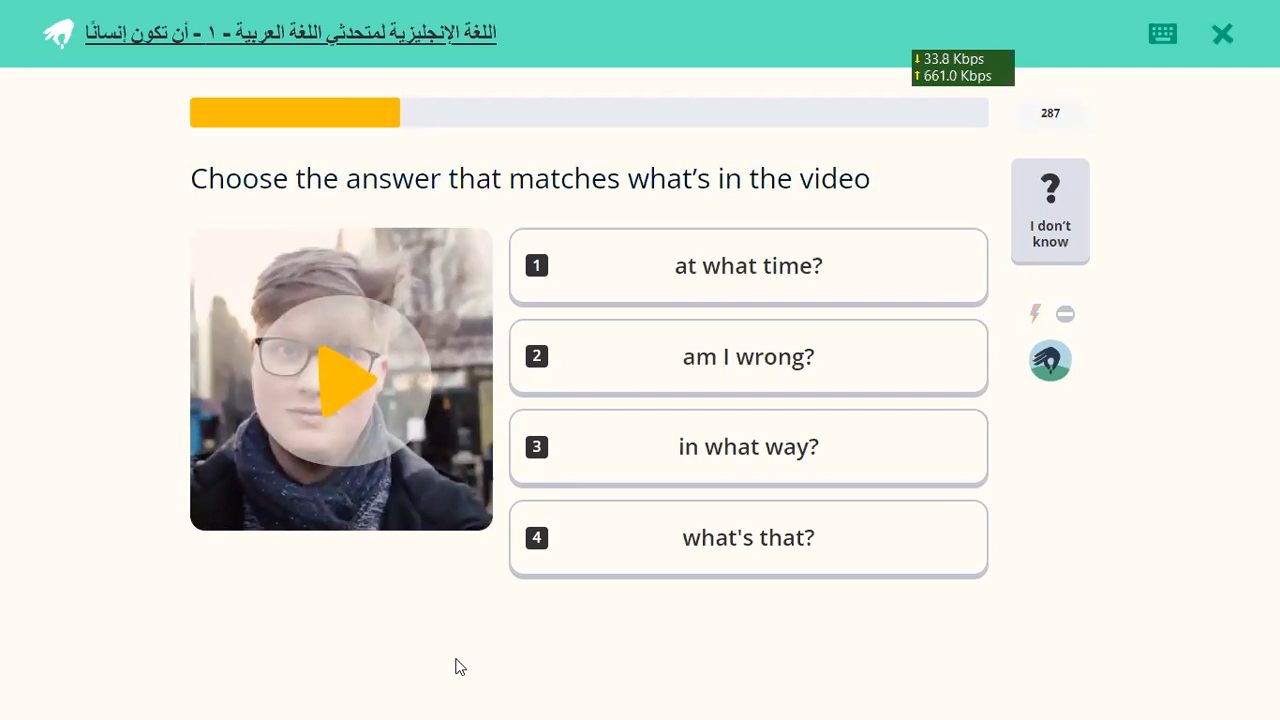 اللغة الإنجليزية لمتحدثي اللغة العربية - ١ - أن تكون إنسانًا
33.8 Kbps
661.0 Kbps
287
Choose the answer that matches what's in the video
?
I don't
know
1 at what time?
2 am I wrong?
3 in what way?
4 what's that?